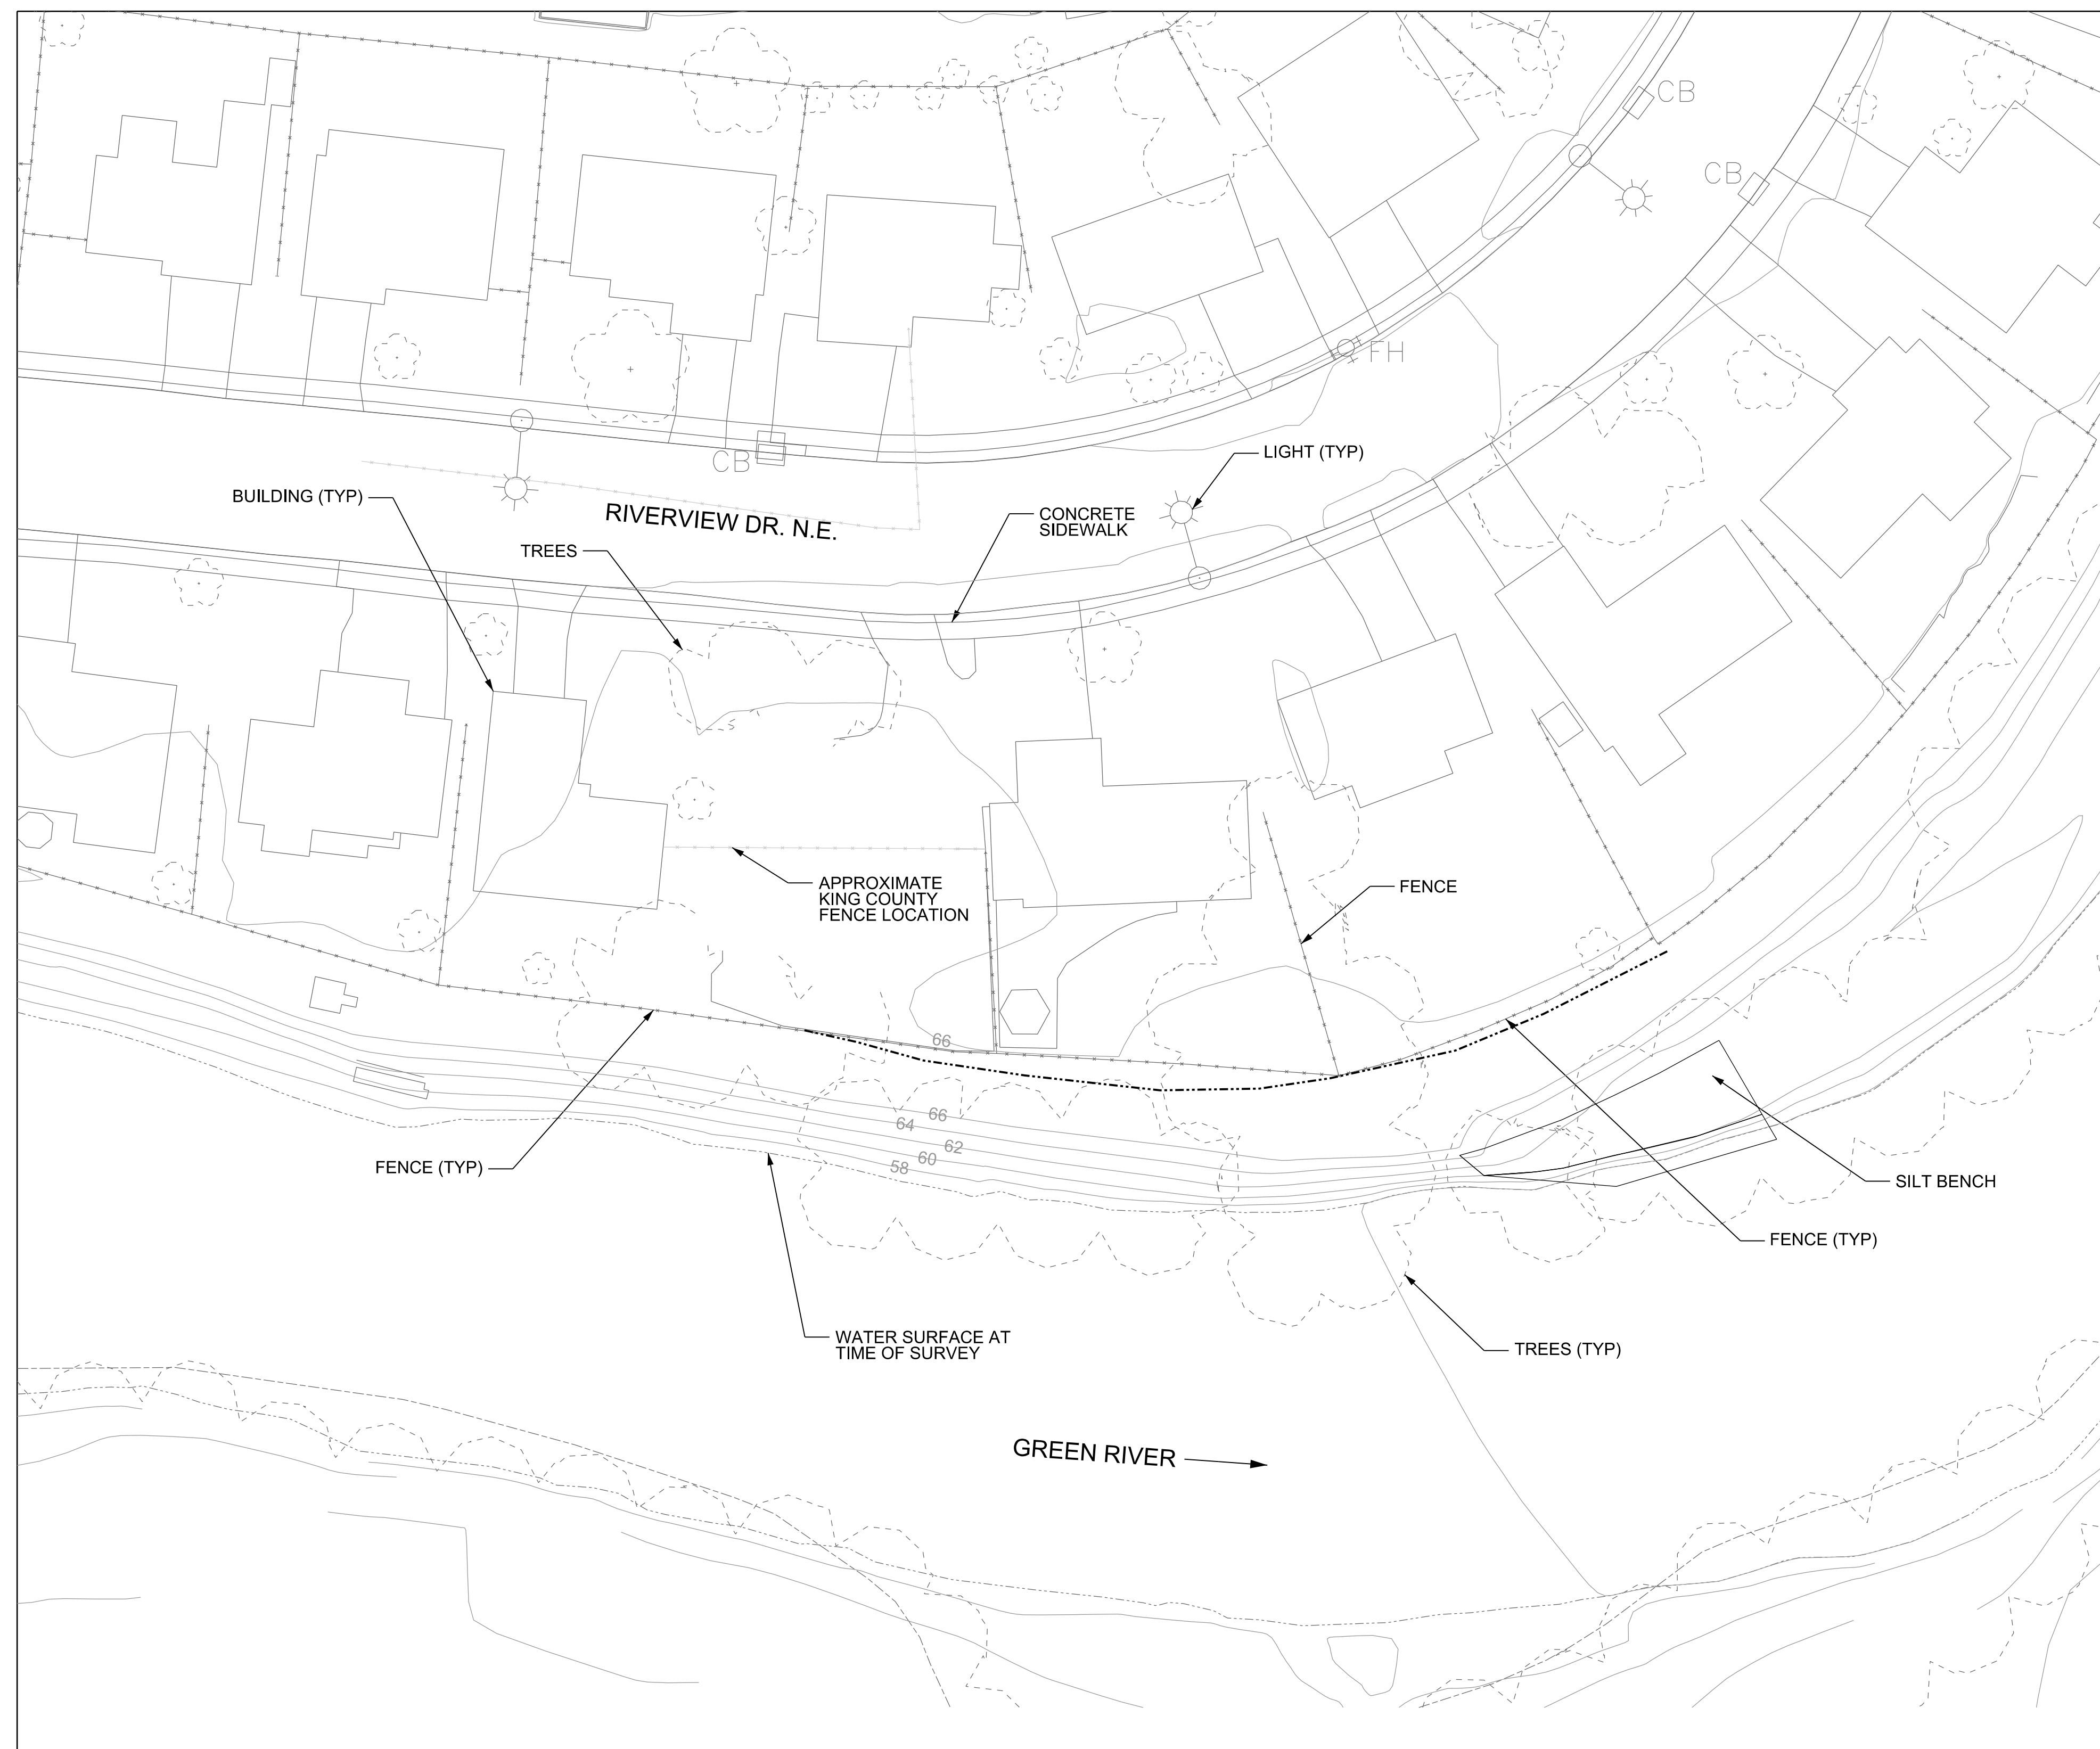 CB
CB
FH
LIGHT (TYP)
CB
BUILDING (TYP)
RIVERVIEW DR. N.E.
CONCRETE
SIDEWALK
TREES
APPROXIMATE
KING COUNTY
FENCE LOCATION
FENCE
66
66
64
62
60
58
FENCE (TYP)
SILT BENCH
FENCE (TYP)
WATER SURFACE AT
TIME OF SURVEY
TREES (TYP)
GREEN RIVER